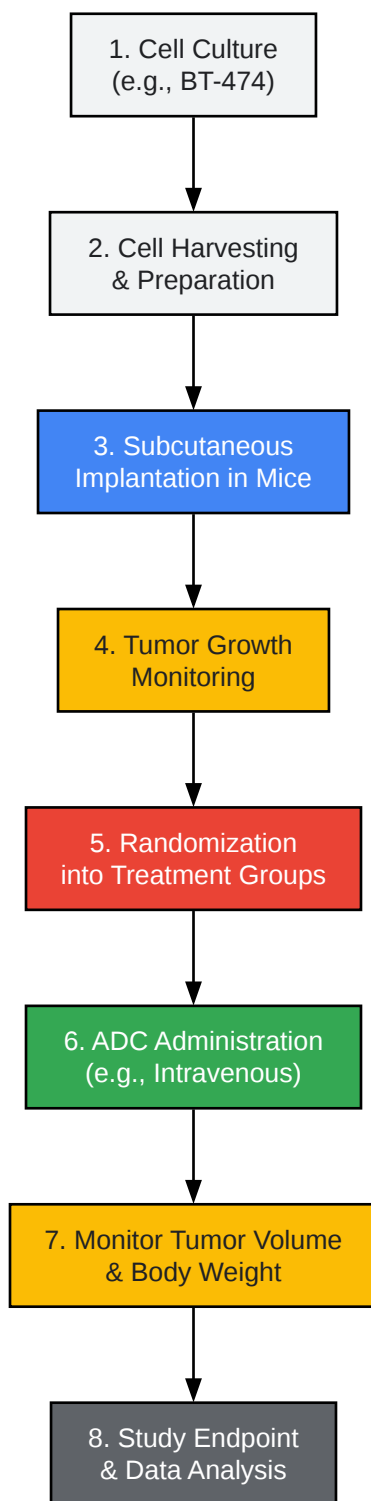 1. Cell Culture
(e.g., BT-474)
2. Cell Harvesting
& Preparation
3. Subcutaneous
Implantation in Mice
4. Tumor Growth
Monitoring
5. Randomization
into Treatment Groups
6. ADC Administration
(e.g., Intravenous)
7. Monitor Tumor Volume
& Body Weight
8. Study Endpoint
& Data Analysis